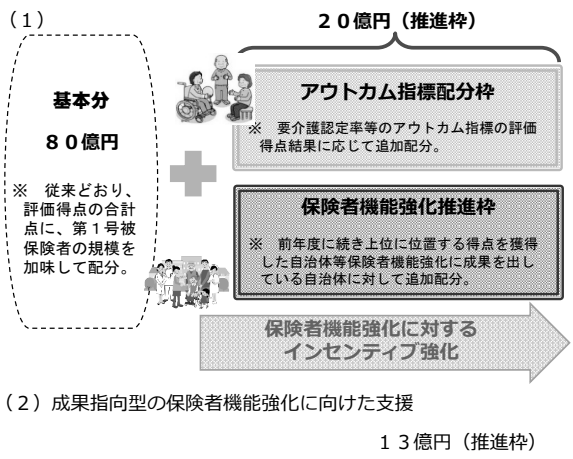 （１）
２０億円（推進枠）
基本分
８０億円
※　従来どおり、
評価得点の合計
点に、第１号被
保険者の規模を
加味して配分。
アウトカム指標配分枠
※　要介護認定率等のアウトカム指標の評価
得点結果に応じて追加配分。
保険者機能強化推進枠
※　前年度に続き上位に位置する得点を獲得
した自治体等保険者機能強化に成果を出し
ている自治体に対して追加配分。
保険者機能強化に対する
インセンティブ強化
（２）成果指向型の保険者機能強化に向けた支援
１３億円（推進枠）